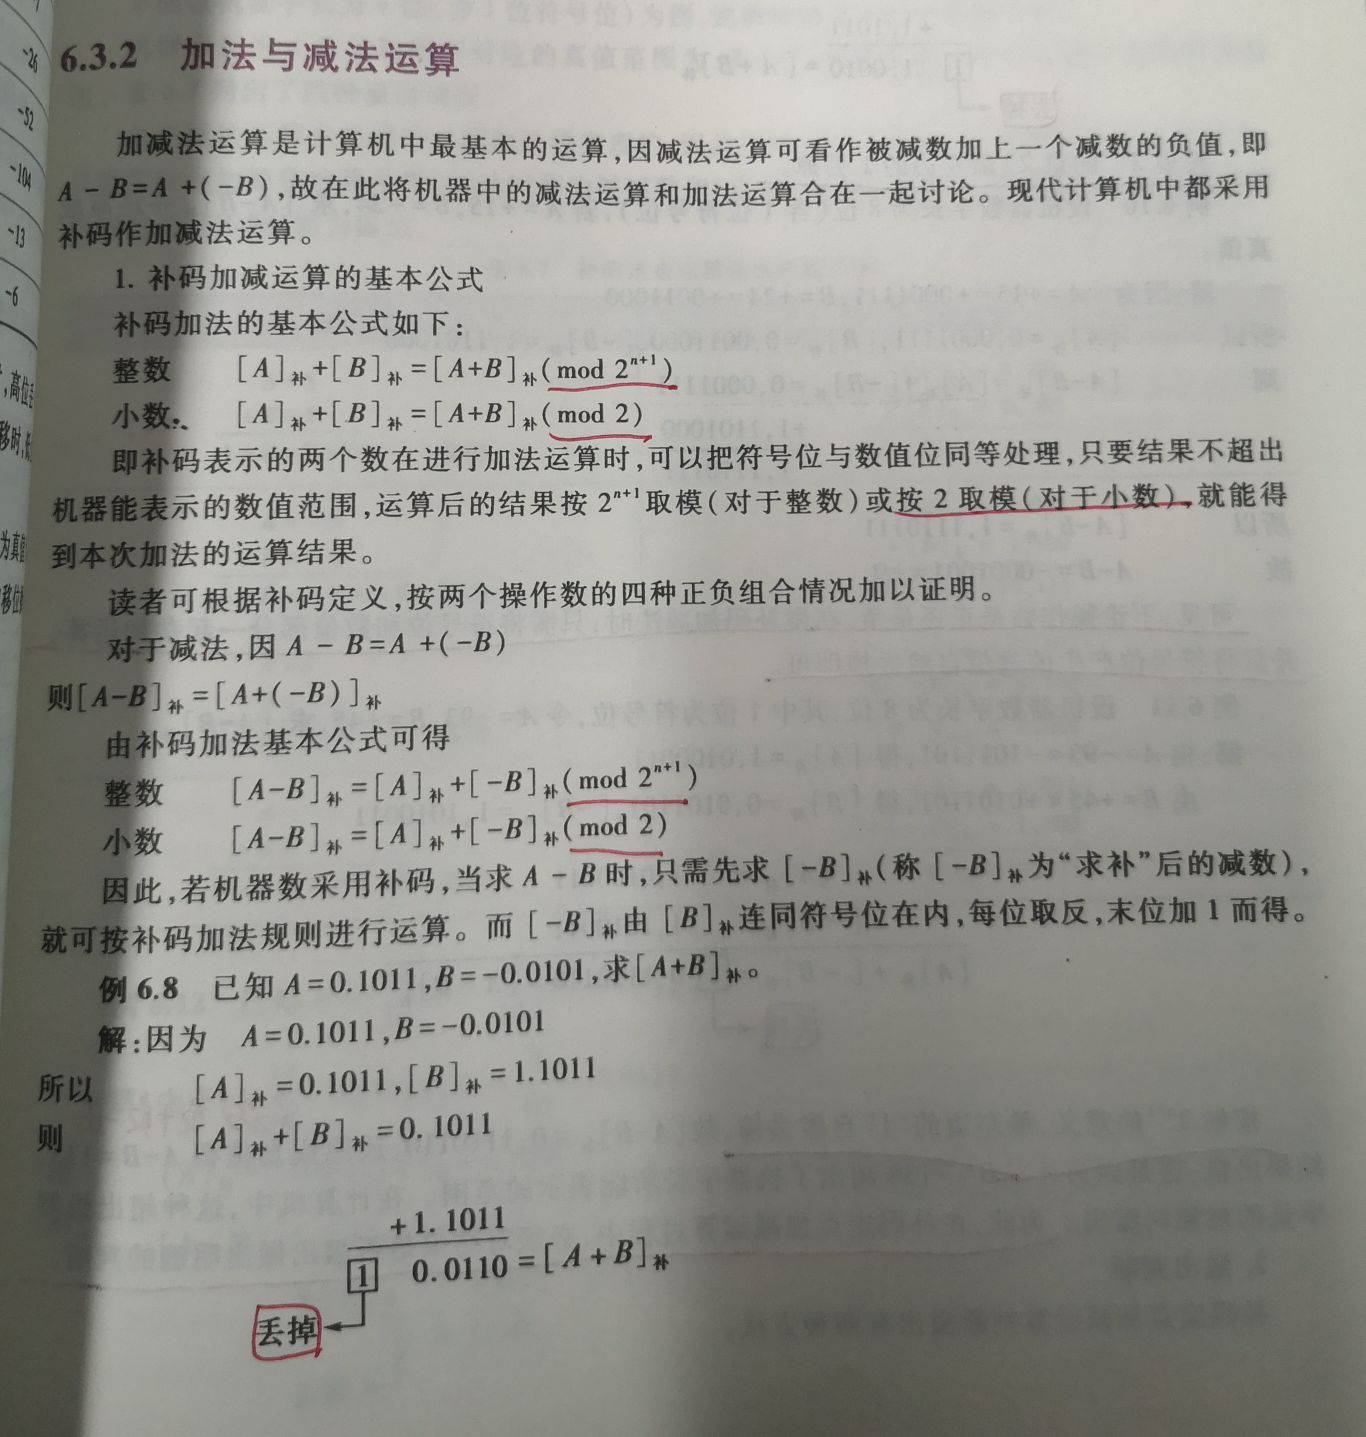 -26
-52
-104
-13
-6
,高位丢
移时,
为真值
移位
6.3.2 加法与减法运算
加减法运算是计算机中最基本的运算,因减法运算可看作被减数加上一个减数的负值,即
A - B=A +(-B),故在此将机器中的减法运算和加法运算合在一起讨论。现代计算机中都采用
补码作加减法运算。
1. 补码加减运算的基本公式
补码加法的基本公式如下:
整数 [A]补+[B]补=[A+B]补(mod 2ⁿ⁺¹)
小数: [A]补+[B]补=[A+B]补(mod 2)
即补码表示的两个数在进行加法运算时,可以把符号位与数值位同等处理,只要结果不超出
机器能表示的数值范围,运算后的结果按 2ⁿ⁺¹取模(对于整数)或按 2 取模(对于小数),就能得
到本次加法的运算结果。
读者可根据补码定义,按两个操作数的四种正负组合情况加以证明。
对于减法,因 A - B=A +(-B)
则[A-B]补=[A+(-B)]补
由补码加法基本公式可得
整数 [A-B]补=[A]补+[-B]补(mod 2ⁿ⁺¹)
小数 [A-B]补=[A]补+[-B]补(mod 2)
因此,若机器数采用补码,当求 A - B 时,只需先求 [-B]补(称 [-B]补为“求补”后的减数),
就可按补码加法规则进行运算。而 [-B]补由 [B]补连同符号位在内,每位取反,末位加 1 而得。
例 6.8 已知 A=0.1011,B=-0.0101,求[A+B]补。
解:因为 A=0.1011,B=-0.0101
所以 [A]补=0.1011,[B]补=1.1011
则 [A]补+[B]补=0.1011
+1.1011
1 0.0110 =[A+B]补
丢掉